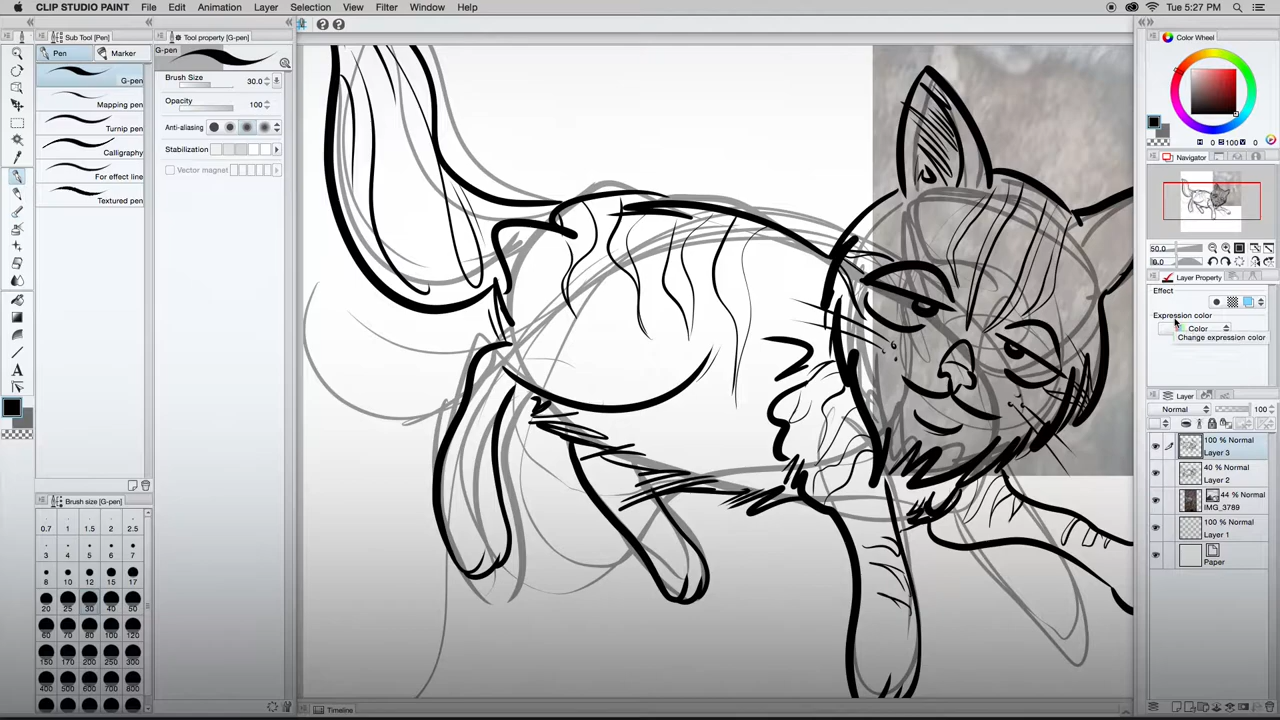 CLIP STUDIO PAINT File Edit Animation Layer Selection View Filter Window Help
Tue 5:27 PM
Sub Tool [Pen]
Pen Marker
G-pen
Mapping pen
Turnip pen
Calligraphy
For effect line
Textured pen
Tool property [G-pen]
G-pen
Brush Size 30.0
Opacity 100
Anti-aliasing
Stabilization
Vector magnet
Brush size [G-pen]
0.7 1 1.5 2 2.5
3 4 5 6 7
8 10 12 15 17
20 25 30 40 50
60 70 80 100 120
150 170 200 250 300
400 500 600 700 800
Timeline
Color Wheel
H 0 S 100 V 0
Navigator
50.0
0.0
Layer Property
Effect
Expression color
Color
Change expression color
Layer
Normal 100
100 % Normal
Layer 3
40 % Normal
Layer 2
44 % Normal
IMG_3789
100 % Normal
Layer 1
Paper
T
A